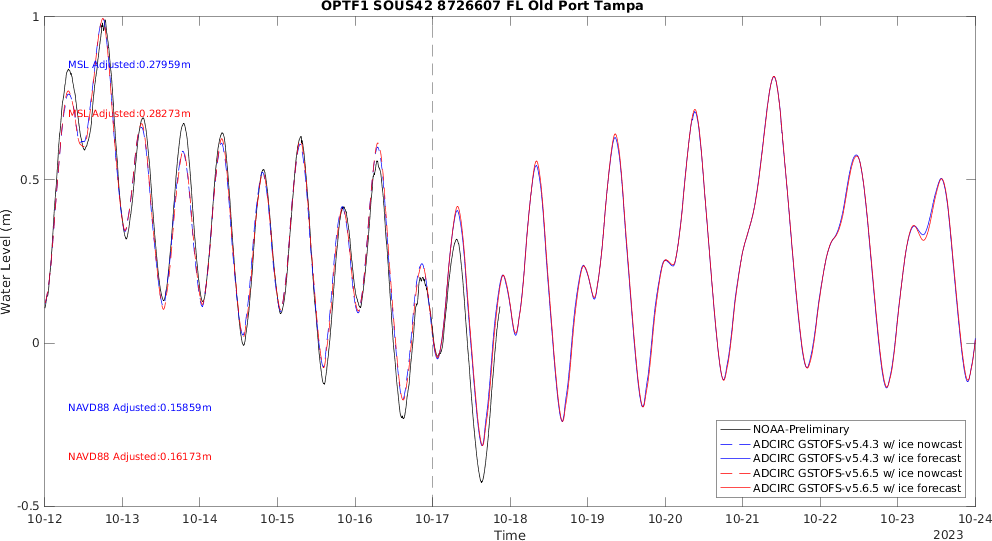 OPTF1 SOUS42 8726607 FL Old Port Tampa
1
MSL Adjusted:0.27959m
MSL Adjusted:0.28273m
0.5
Water Level (m)
0
NAVD88 Adjusted:0.15859m
NAVD88 Adjusted:0.16173m
NOAA-Preliminary
ADCIRC GSTOFS-v5.4.3 w/ ice nowcast
ADCIRC GSTOFS-v5.4.3 w/ ice forecast
ADCIRC GSTOFS-v5.6.5 w/ ice nowcast
ADCIRC GSTOFS-v5.6.5 w/ ice forecast
-0.5
10-12 10-13 10-14 10-15 10-16 10-17 10-18 10-19 10-20 10-21 10-22 10-23 10-24
Time
2023